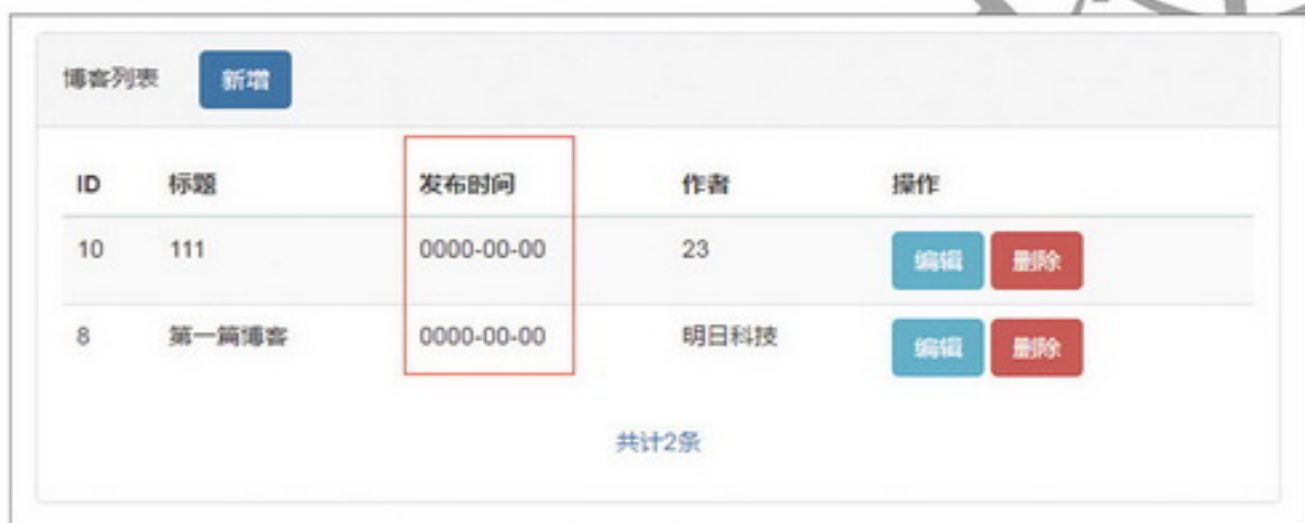 博客列表 新增
ID 标题 发布时间 作者 操作
10 111 0000-00-00 23 编辑 删除
8 第一篇博客 0000-00-00 明日科技 编辑 删除
共计2条